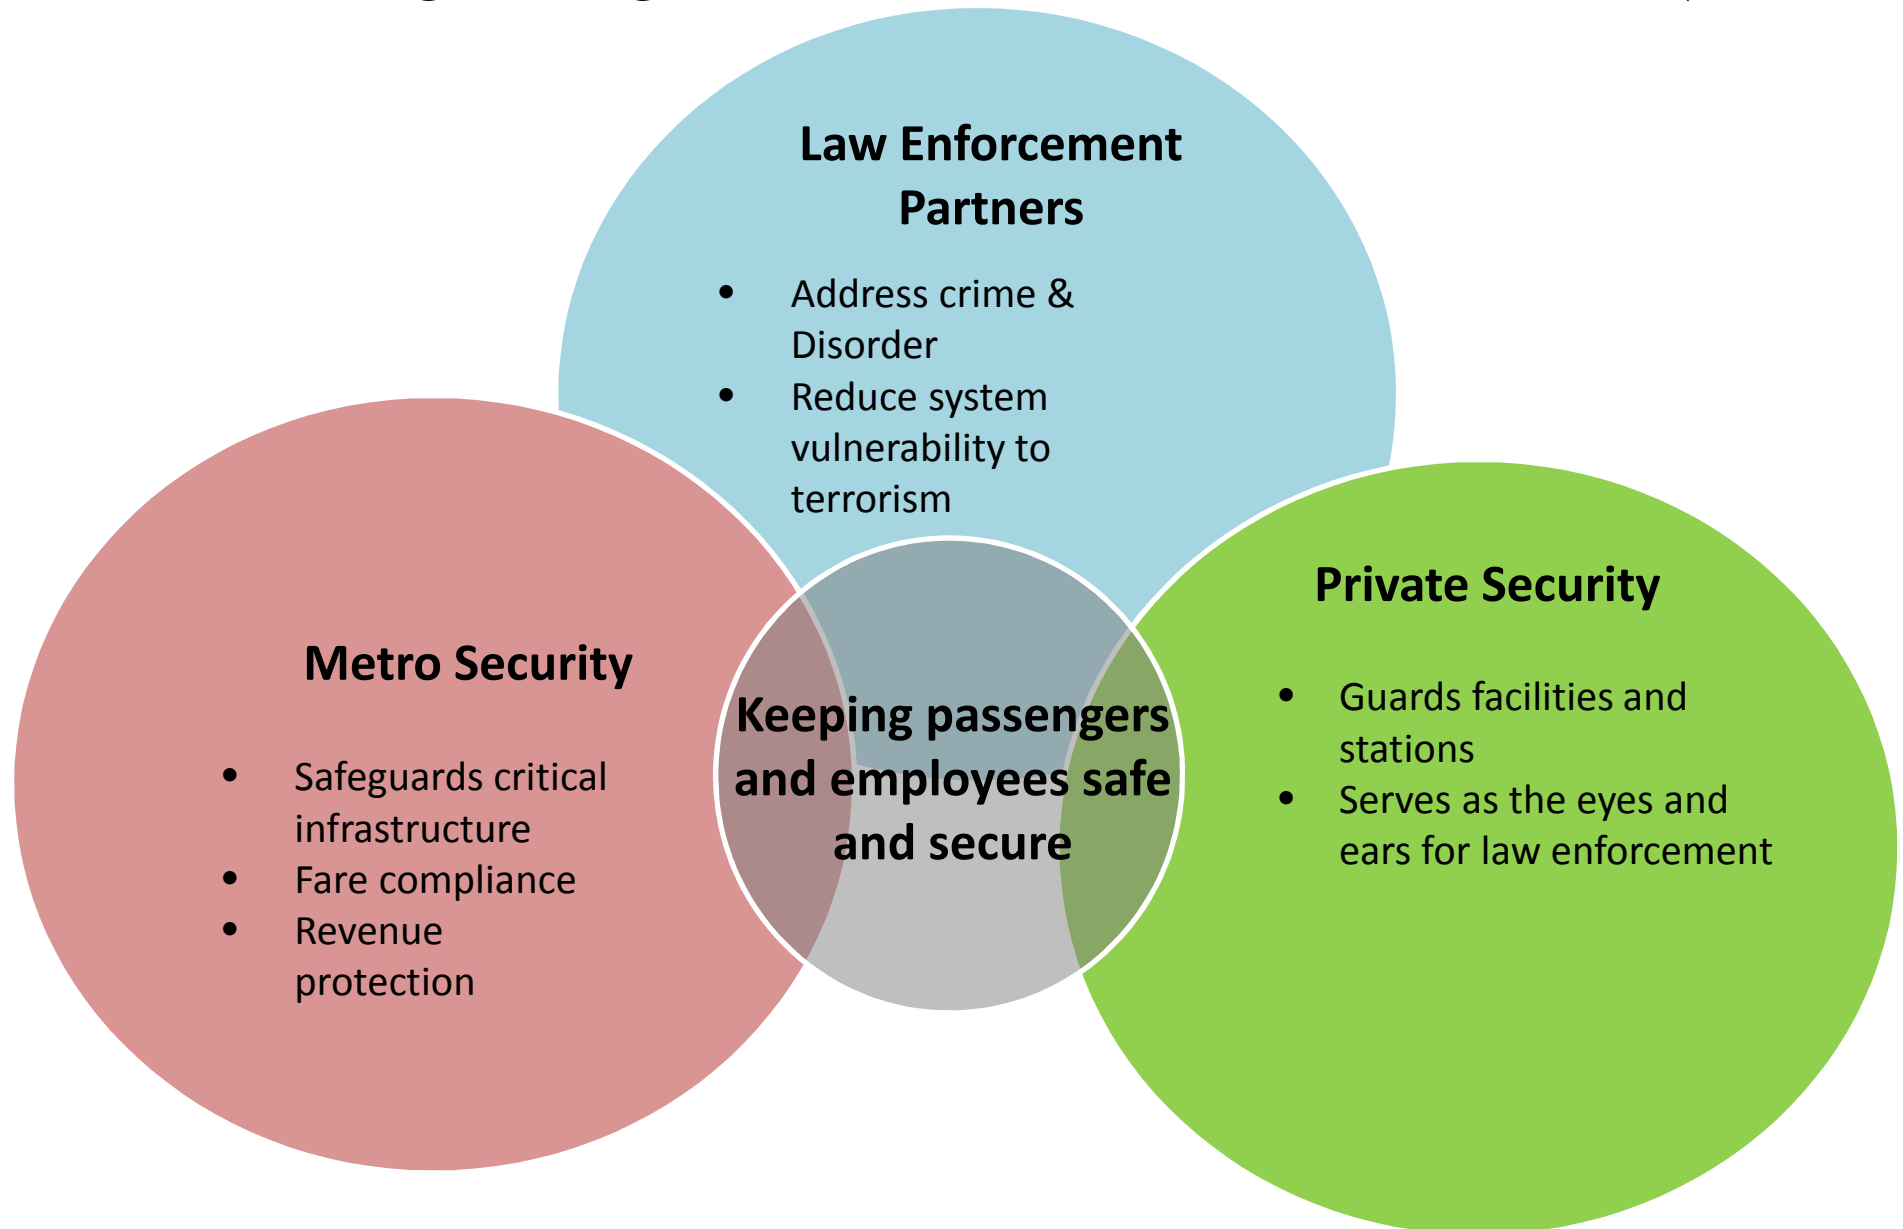 Law Enforcement
Partners
• Address crime &
Disorder
• Reduce system
vulnerability to
terrorism
Private Security
• Guards facilities and
stations
• Serves as the eyes and
ears for law enforcement
Metro Security
• Safeguards critical
infrastructure
• Fare compliance
• Revenue
protection
Keeping passengers
and employees safe
and secure